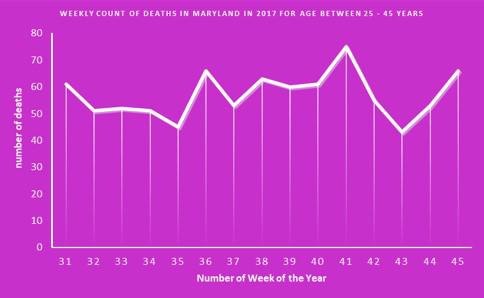 WEEKLY COUNT OF DEATHS IN MARYLAND IN 2017 FOR AGE BETWEEN 25 - 45 YEARS
number of deaths
80
70
60
50
40
30
20
10
0
31 32 33 34 35 36 37 38 39 40 41 42 43 44 45
Number of Week of the Year